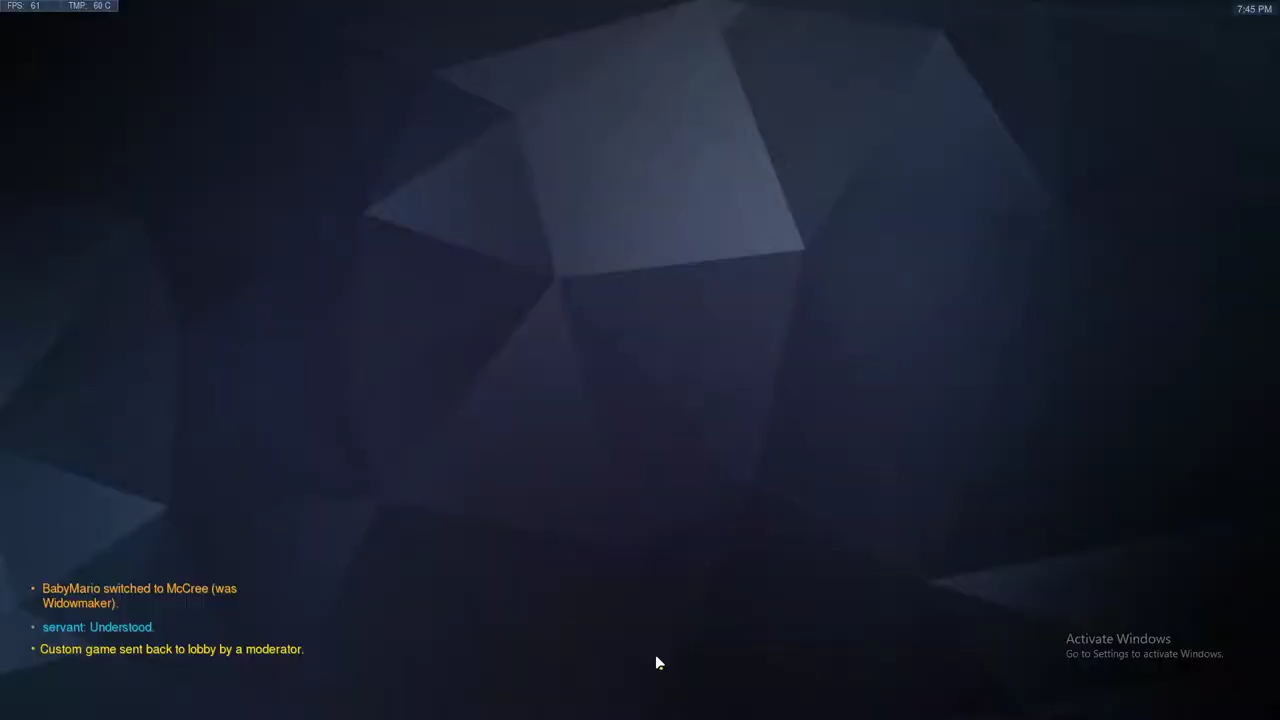 FPS: 61 TMP: 60 C
7:45 PM
• BabyMario switched to McCree (was
Widowmaker).
• servant: Understood.
• Custom game sent back to lobby by a moderator.
Activate Windows
Go to Settings to activate Windows.